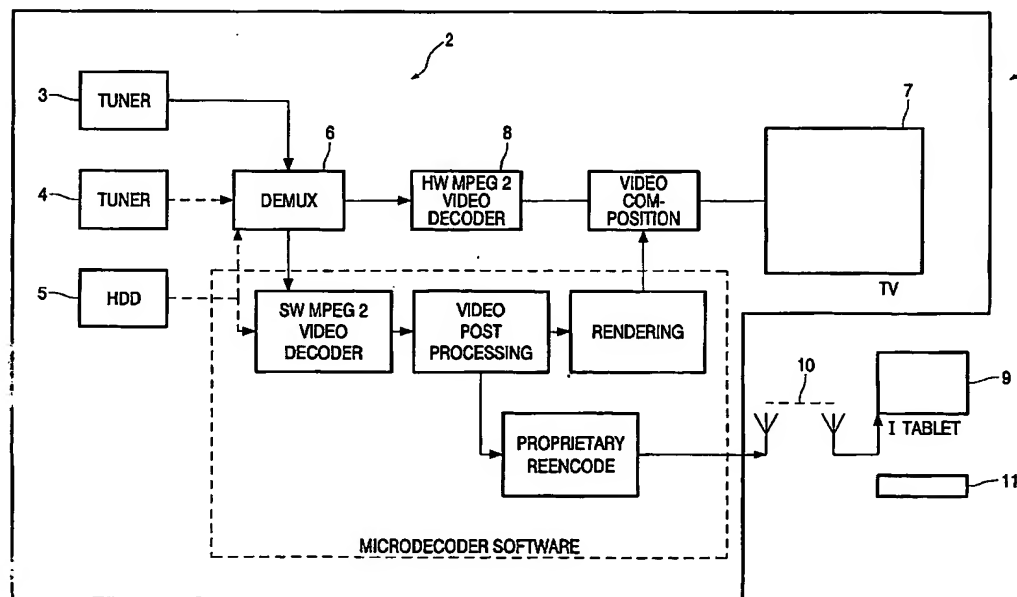 2
3
TUNER
6
8
7
4
TUNER
DEMUX
HW MPEG 2
VIDEO
DECODER
VIDEO
COM-
POSITION
5
HDD
TV
SW MPEG 2
VIDEO
DECODER
VIDEO
POST
PROCESSING
RENDERING
10
9
I TABLET
PROPRIETARY
REENCODE
11
MICRODECODER SOFTWARE